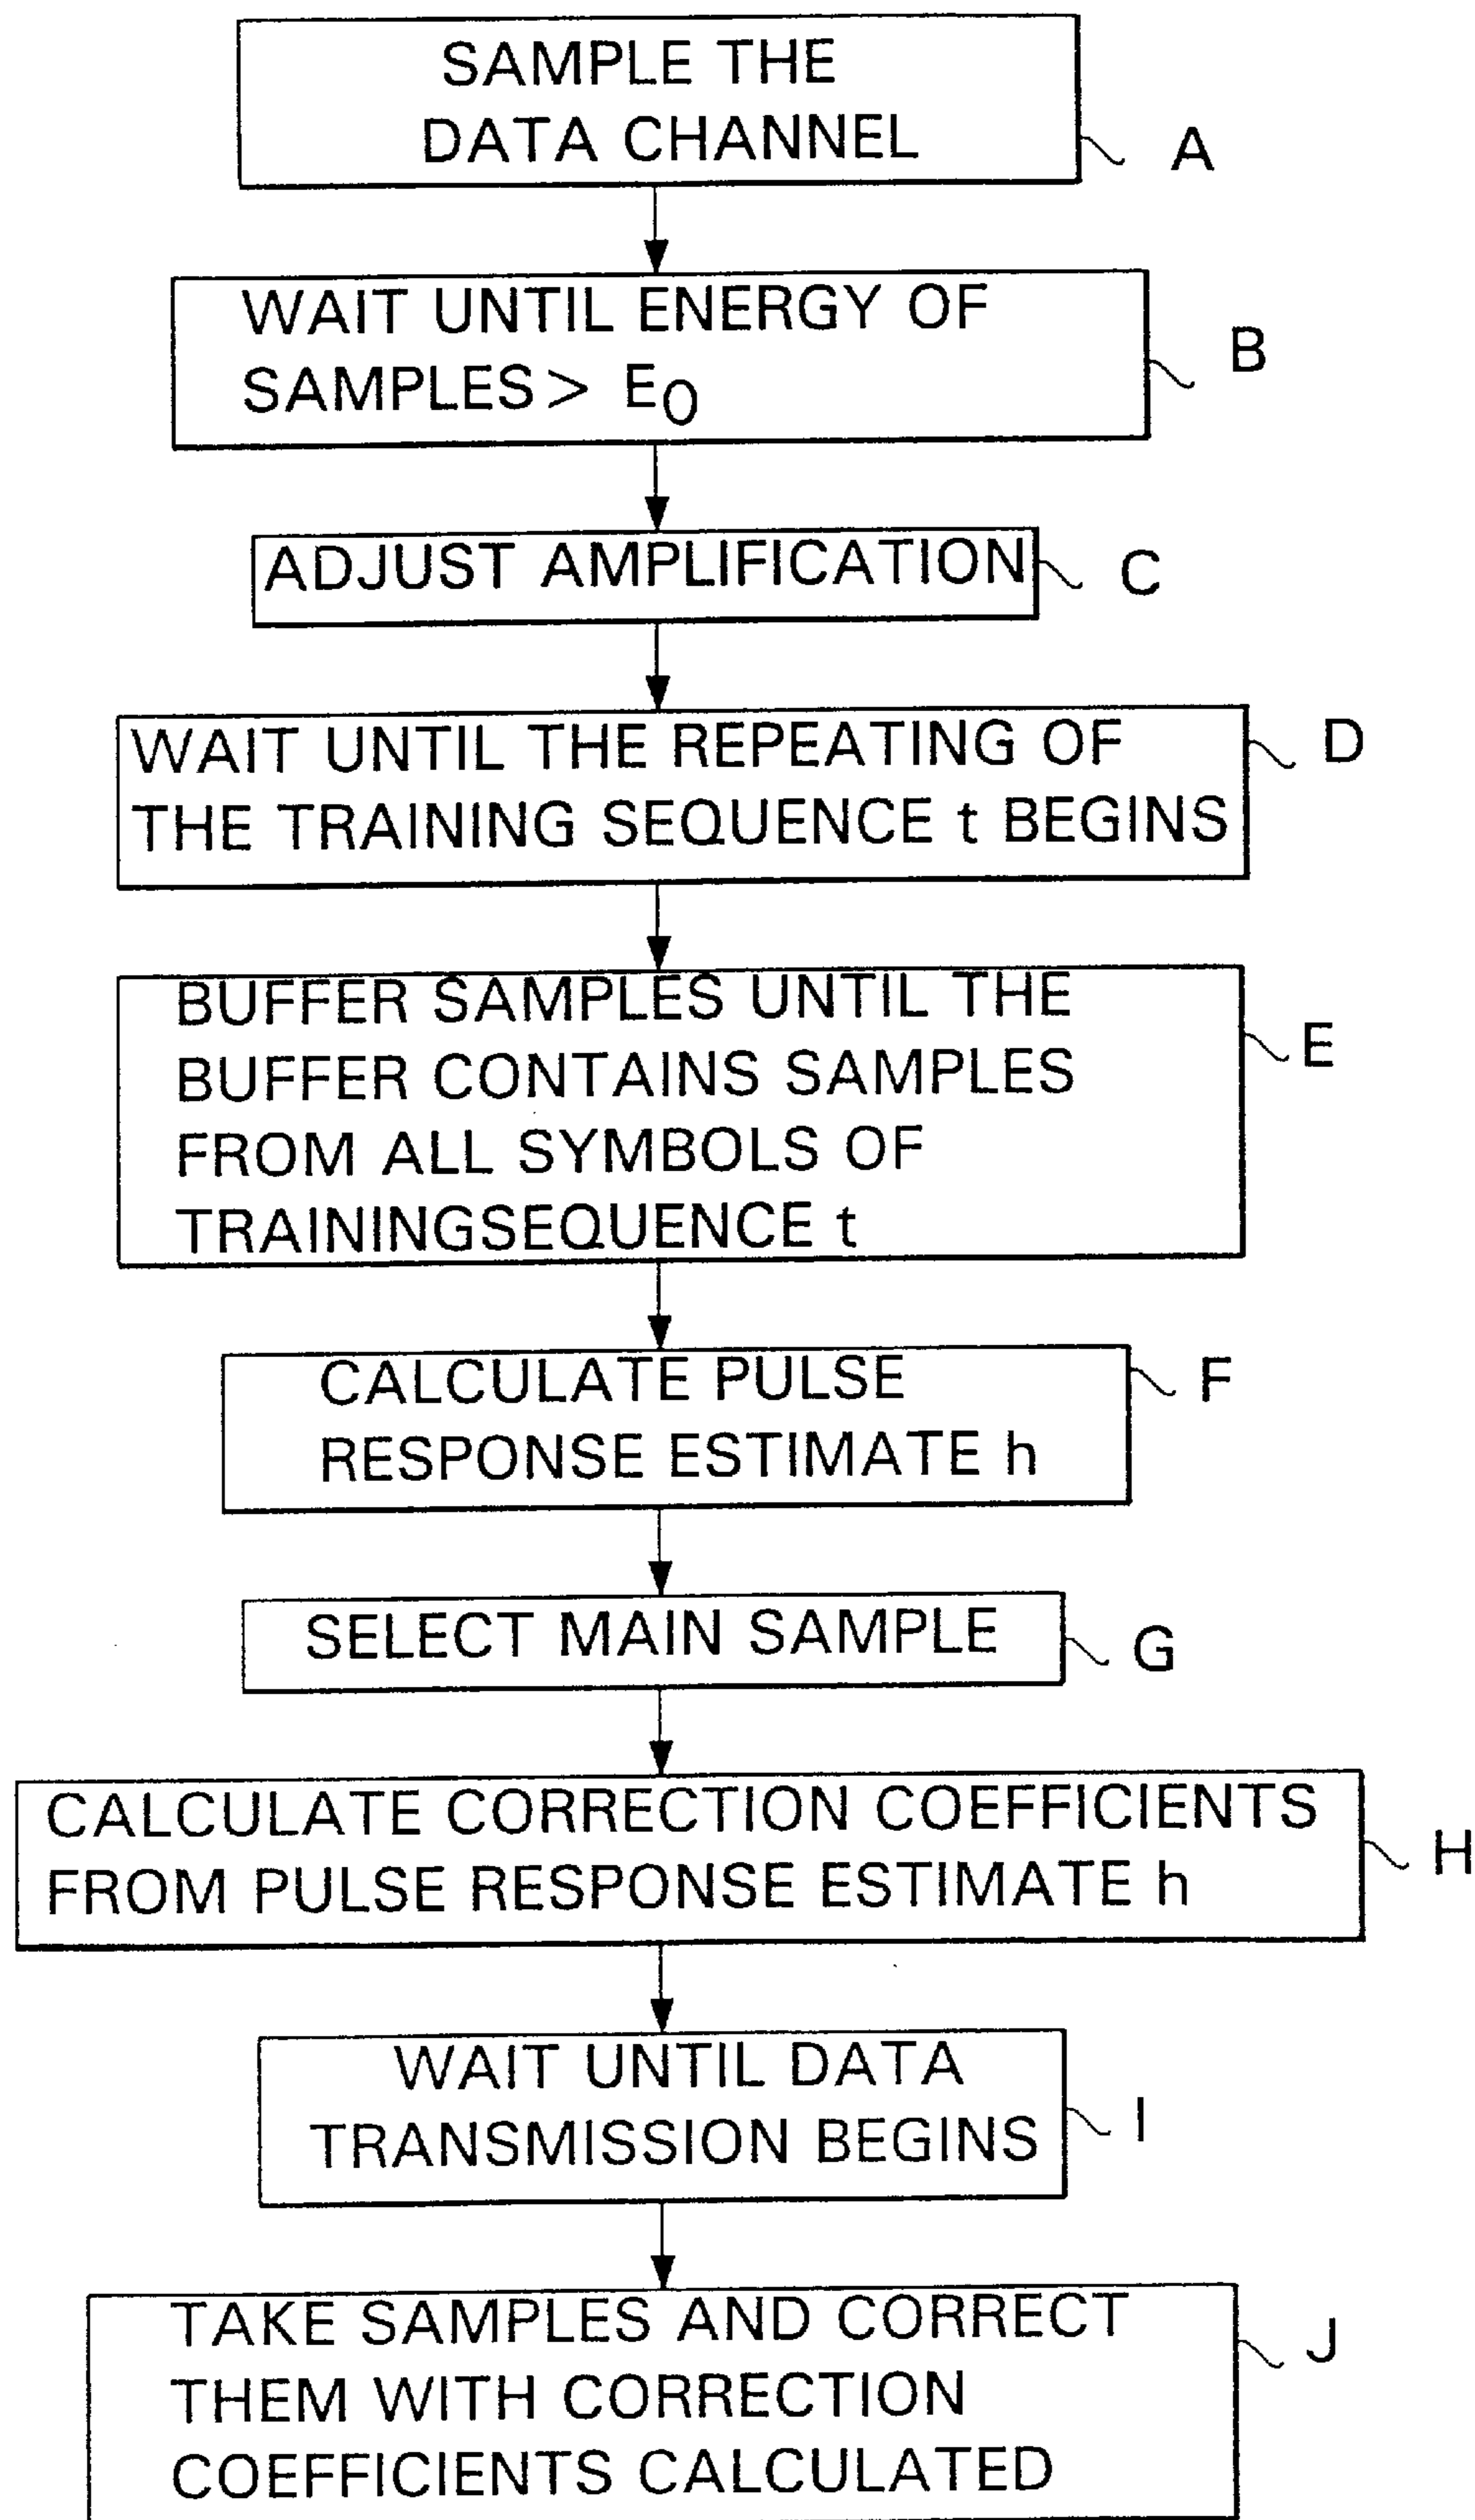 SAMPLE THE
DATA CHANNEL
A
WAIT UNTIL ENERGY OF
SAMPLES > E0
B
ADJUST AMPLIFICATION
C
WAIT UNTIL THE REPEATING OF
THE TRAINING SEQUENCE t BEGINS
D
BUFFER SAMPLES UNTIL THE
BUFFER CONTAINS SAMPLES
FROM ALL SYMBOLS OF
TRAININGSEQUENCE t
E
CALCULATE PULSE
RESPONSE ESTIMATE h
F
SELECT MAIN SAMPLE
G
CALCULATE CORRECTION COEFFICIENTS
FROM PULSE RESPONSE ESTIMATE h
H
WAIT UNTIL DATA
TRANSMISSION BEGINS
I
TAKE SAMPLES AND CORRECT
THEM WITH CORRECTION
COEFFICIENTS CALCULATED
J